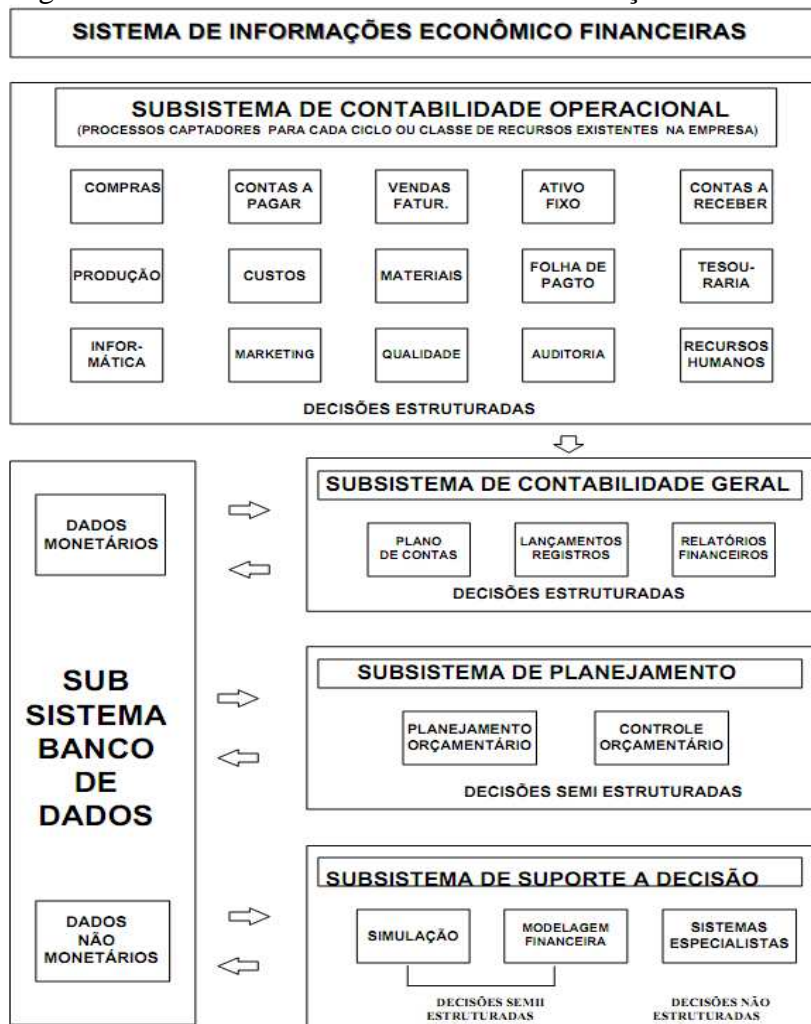 SISTEMA DE INFORMAÇÕES ECONÔMICO FINANCEIRAS
SUBSISTEMA DE CONTABILIDADE OPERACIONAL
(PROCESSOS CAPTADORES PARA CADA CICLO OU CLASSE DE RECURSOS EXISTENTES NA EMPRESA)
COMPRAS
CONTAS A
PAGAR
VENDAS
FATUR.
ATIVO
FIXO
CONTAS A
RECEBER
PRODUÇÃO
CUSTOS
MATERIAIS
FOLHA DE
PAGTO
TESOU-
RARIA
INFOR-
MÁTICA
MARKETING
QUALIDADE
AUDITORIA
RECURSOS
HUMANOS
DECISÕES ESTRUTURADAS
DADOS
MONETÁRIOS
SUB
SISTEMA
BANCO
DE
DADOS
DADOS
NÃO
MONETÁRIOS
SUBSISTEMA DE CONTABILIDADE GERAL
PLANO
DE CONTAS
LANÇAMENTOS
REGISTROS
RELATÓRIOS
FINANCEIROS
DECISÕES ESTRUTURADAS
SUBSISTEMA DE PLANEJAMENTO
PLANEJAMENTO
ORÇAMENTÁRIO
CONTROLE
ORÇAMENTÁRIO
DECISÕES SEMI ESTRUTURADAS
SUBSISTEMA DE SUPORTE A DECISÃO
SIMULAÇÃO
MODELAGEM
FINANCEIRA
SISTEMAS
ESPECIALISTAS
DECISÕES SEMII
ESTRUTURADAS
DECISÕES NÃO
ESTRUTURADAS